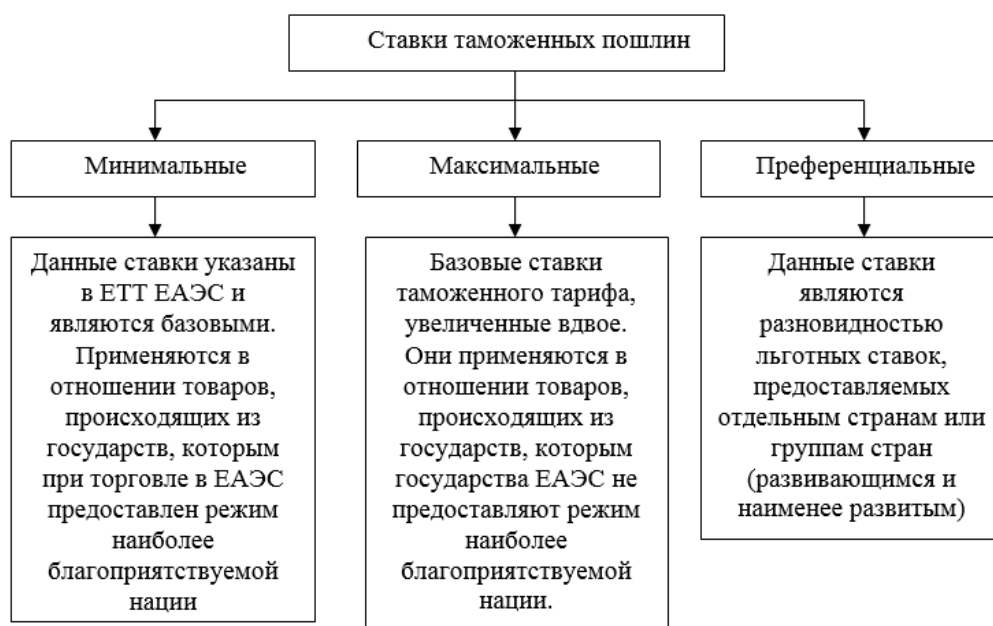 Ставки таможенных пошлин
Минимальные
Максимальные
Преференциальные
Данные ставки указаны
в ЕТТ ЕАЭС и
являются базовыми.
Применяются в
отношении товаров,
происходящих из
государств, которым
при торговле в ЕАЭС
предоставлен режим
наиболее
благоприятствуемой
нации
Базовые ставки
таможенного тарифа,
увеличенные вдвое.
Они применяются в
отношении товаров,
происходящих из
государств, которым
государства ЕАЭС не
предоставляют режим
наиболее
благоприятствуемой
нации.
Данные ставки
являются
разновидностью
льготных ставок,
предоставляемых
отдельным странам или
группам стран
(развивающимся и
наименее развитым)